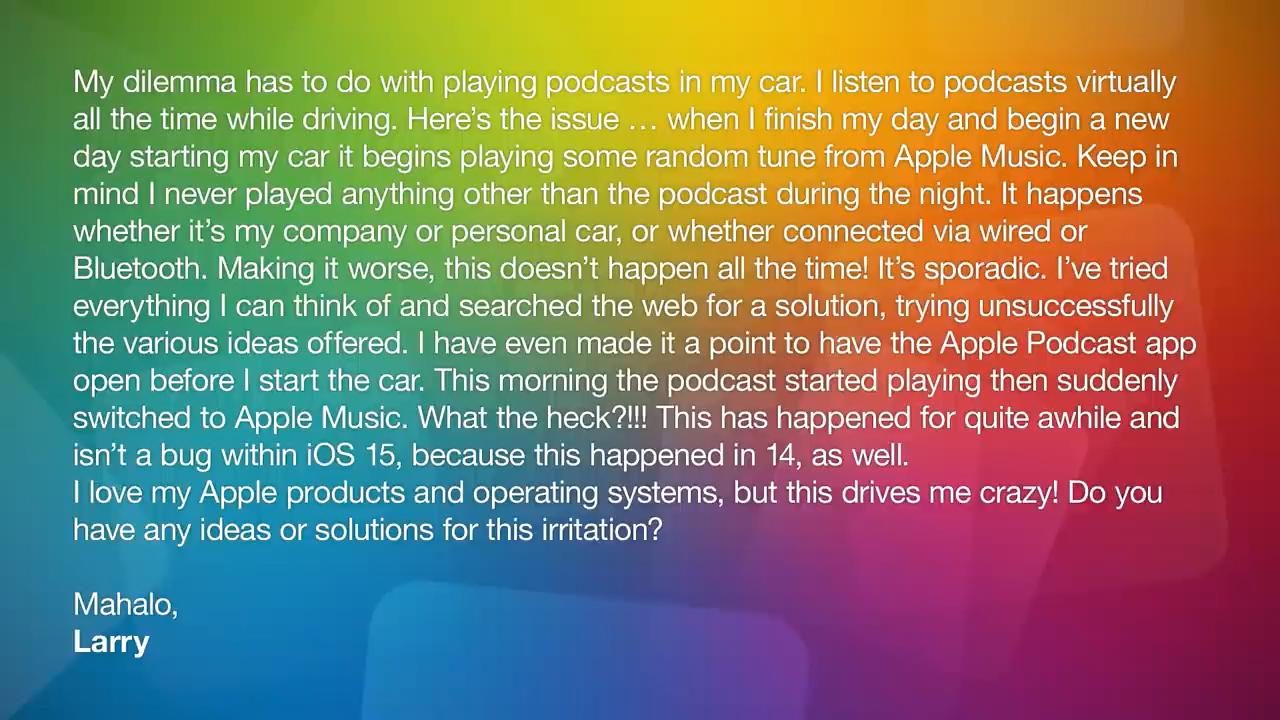 My dilemma has to do with playing podcasts in my car. I listen to podcasts virtually
all the time while driving. Here’s the issue … when I finish my day and begin a new
day starting my car it begins playing some random tune from Apple Music. Keep in
mind I never played anything other than the podcast during the night. It happens
whether it’s my company or personal car, or whether connected via wired or
Bluetooth. Making it worse, this doesn’t happen all the time! It’s sporadic. I’ve tried
everything I can think of and searched the web for a solution, trying unsuccessfully
the various ideas offered. I have even made it a point to have the Apple Podcast app
open before I start the car. This morning the podcast started playing then suddenly
switched to Apple Music. What the heck?!!! This has happened for quite awhile and
isn’t a bug within iOS 15, because this happened in 14, as well.
I love my Apple products and operating systems, but this drives me crazy! Do you
have any ideas or solutions for this irritation?
Mahalo,
Larry